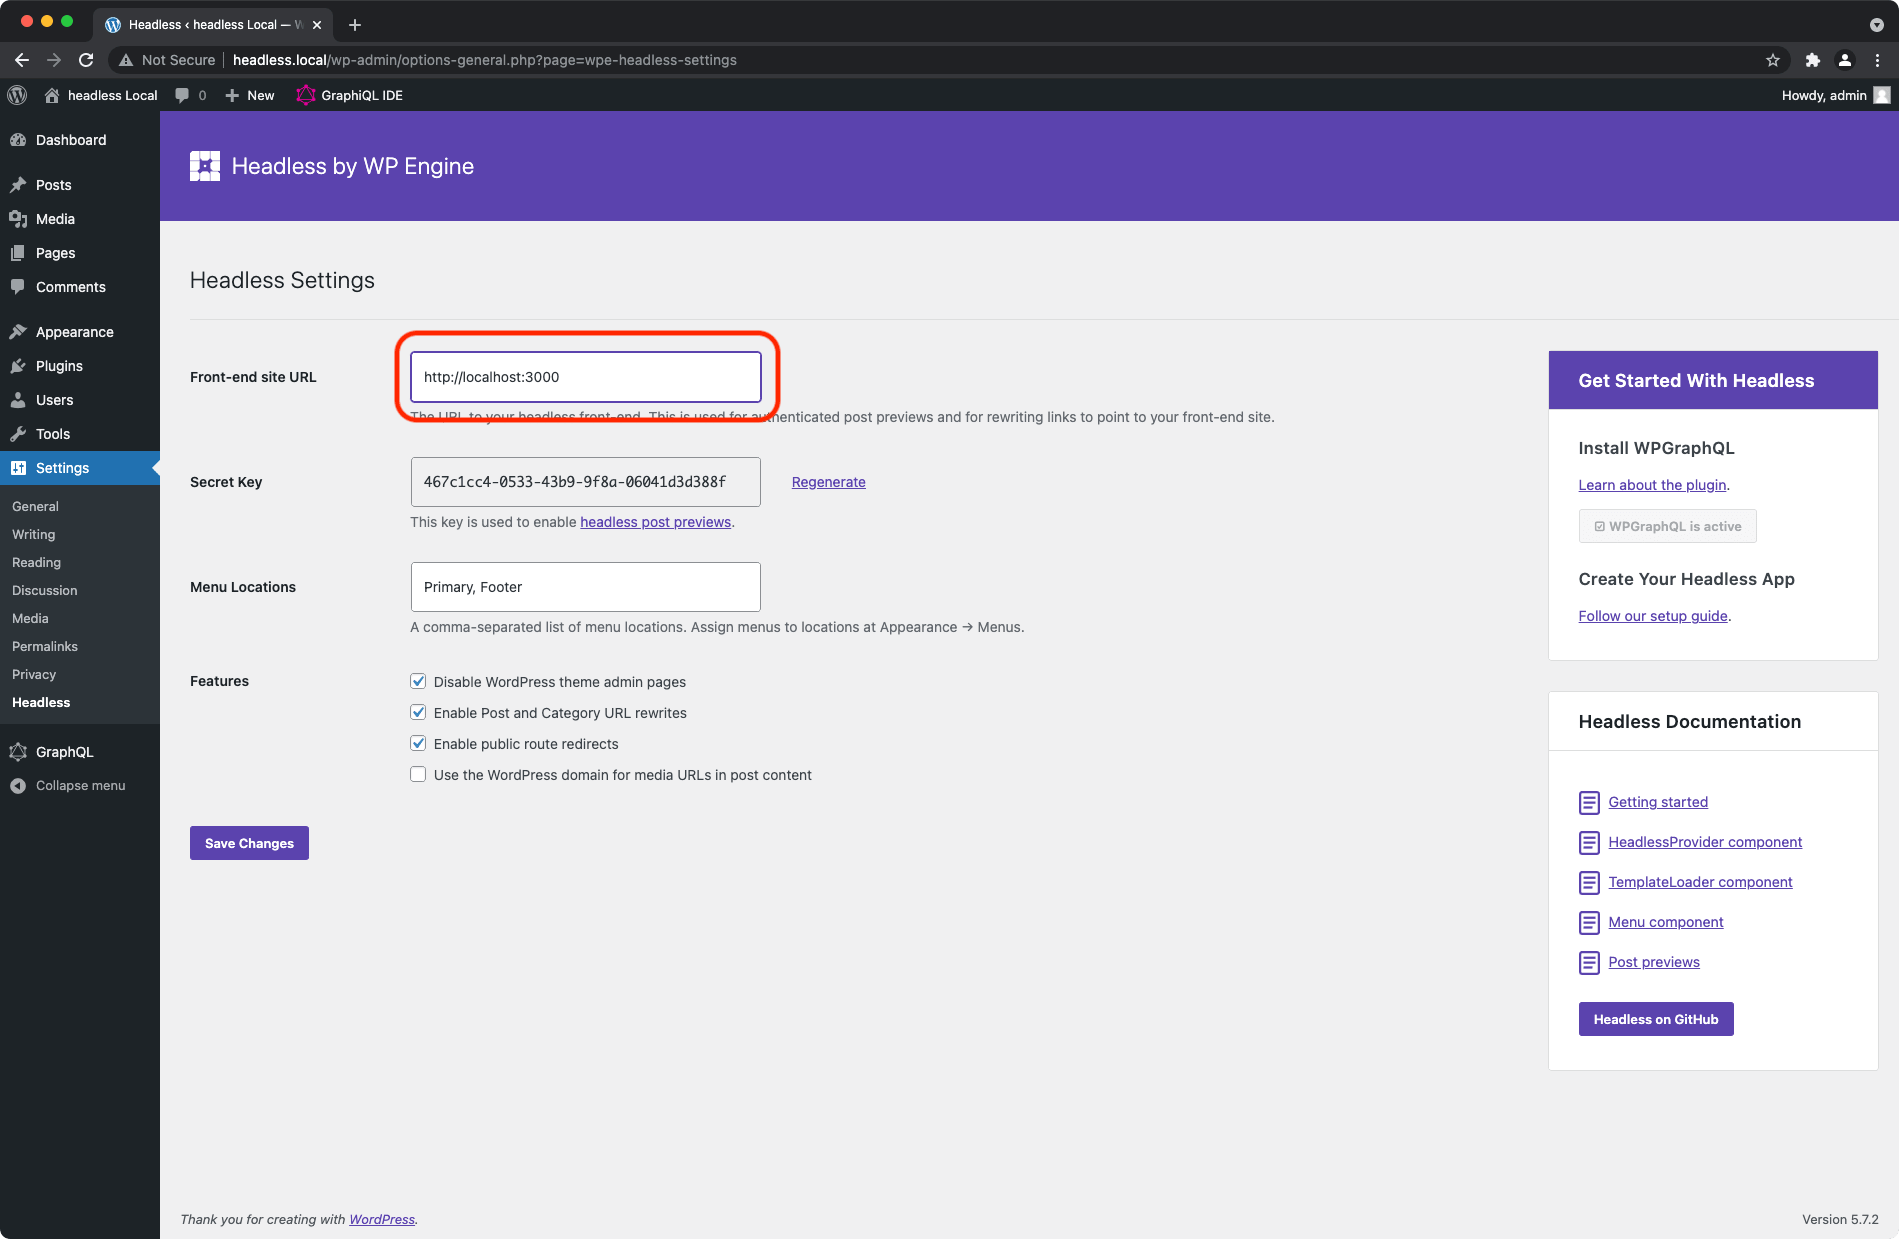 Headless ‹ headless Local — W
Not Secure
headless.local/wp-admin/options-general.php?page=wpe-headless-settings
headless Local
0
New
GraphiQL IDE
Howdy, admin
Dashboard
Posts
Media
Pages
Comments
Appearance
Plugins
Users
Tools
Settings
General
Writing
Reading
Discussion
Media
Permalinks
Privacy
Headless
GraphQL
Collapse menu
Headless by WP Engine
Headless Settings
Front-end site URL
http://localhost:3000
The URL to your headless front-end. This is used for authenticated post previews and for rewriting links to point to your front-end site.
Secret Key
467c1cc4-0533-43b9-9f8a-06041d3d388f
Regenerate
This key is used to enable headless post previews.
Menu Locations
Primary, Footer
A comma-separated list of menu locations. Assign menus to locations at Appearance → Menus.
Features
Disable WordPress theme admin pages
Enable Post and Category URL rewrites
Enable public route redirects
Use the WordPress domain for media URLs in post content
Save Changes
Get Started With Headless
Install WPGraphQL
Learn about the plugin.
WPGraphQL is active
Create Your Headless App
Follow our setup guide.
Headless Documentation
Getting started
HeadlessProvider component
TemplateLoader component
Menu component
Post previews
Headless on GitHub
Thank you for creating with WordPress.
Version 5.7.2